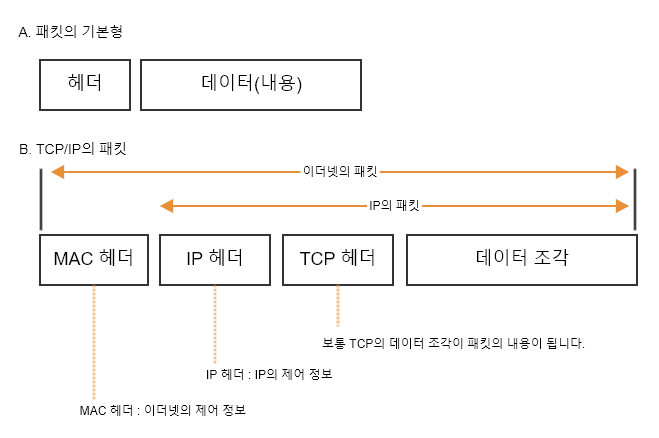 A. 패킷의 기본형
헤더
데이터(내용)
B. TCP/IP의 패킷
이더넷의 패킷
IP의 패킷
MAC 헤더
IP 헤더
TCP 헤더
데이터 조각
보통 TCP의 데이터 조각이 패킷의 내용이 됩니다.
IP 헤더 : IP의 제어 정보
MAC 헤더 : 이더넷의 제어 정보